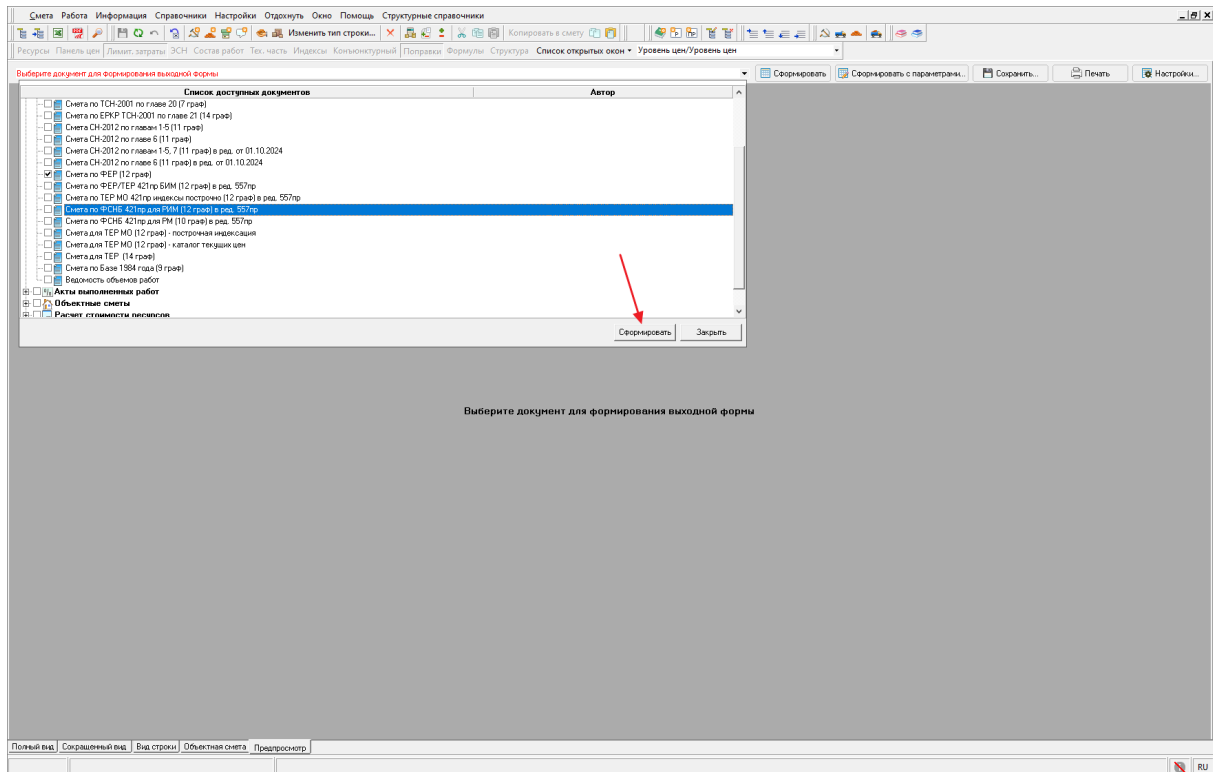 Смета Работа Информация Справочники Настройки Отдохнуть Окно Помощь Структурные справочники
Изменить тип строки... Копировать в смету
Ресурсы Панель цен Лимит. затраты ЭСН Состав работ Тех. часть Индексы Конъюнктурный Поправки Формулы Структура Список открытых окон Уровень цен/Уровень цен
Выберите документ для формирования выходной формы Сформировать Сформировать с параметрами... Сохранить... Печать Настройки...
Список доступных документов Автор
Смета по ТСН-2001 по главе 20 (7 граф)
Смета по ЕРКР ТСН-2001 по главе 21 (14 граф)
Смета СН-2012 по главам 1-5 (11 граф)
Смета СН-2012 по главе 6 (11 граф)
Смета СН-2012 по главам 1-5, 7 (11 граф) в ред. от 01.10.2024
Смета СН-2012 по главе 6 (11 граф) в ред. от 01.10.2024
Смета по ФЕР (12 граф)
Смета по ФЕР/ТЕР 421пр БИМ (12 граф) в ред. 557пр
Смета по ТЕР МО 421пр индексы построчно (12 граф) в ред. 557пр
Смета по ФСНБ 421пр для РИМ (12 граф) в ред. 557пр
Смета по ФСНБ 421пр для РМ (10 граф) в ред. 557пр
Смета для ТЕР МО (12 граф) - построчная индексация
Смета для ТЕР МО (12 граф) - каталог текущих цен
Смета для ТЕР (14 граф)
Смета по Базе 1984 года (9 граф)
Ведомость объемов работ
Акты выполненных работ
Объектные сметы
Расчет стоимости ресурсов
Сформировать Закрыть
Выберите документ для формирования выходной формы
Полный вид Сокращенный вид Вид строки Объектная смета Предпросмотр
RU